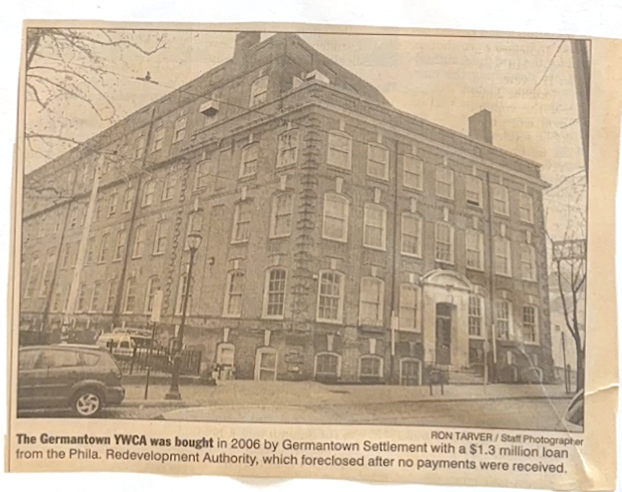 RON TARVER / Staff Photographer
The Germantown YWCA was bought in 2006 by Germantown Settlement with a $1.3 million loan
from the Phila. Redevelopment Authority, which foreclosed after no payments were received.